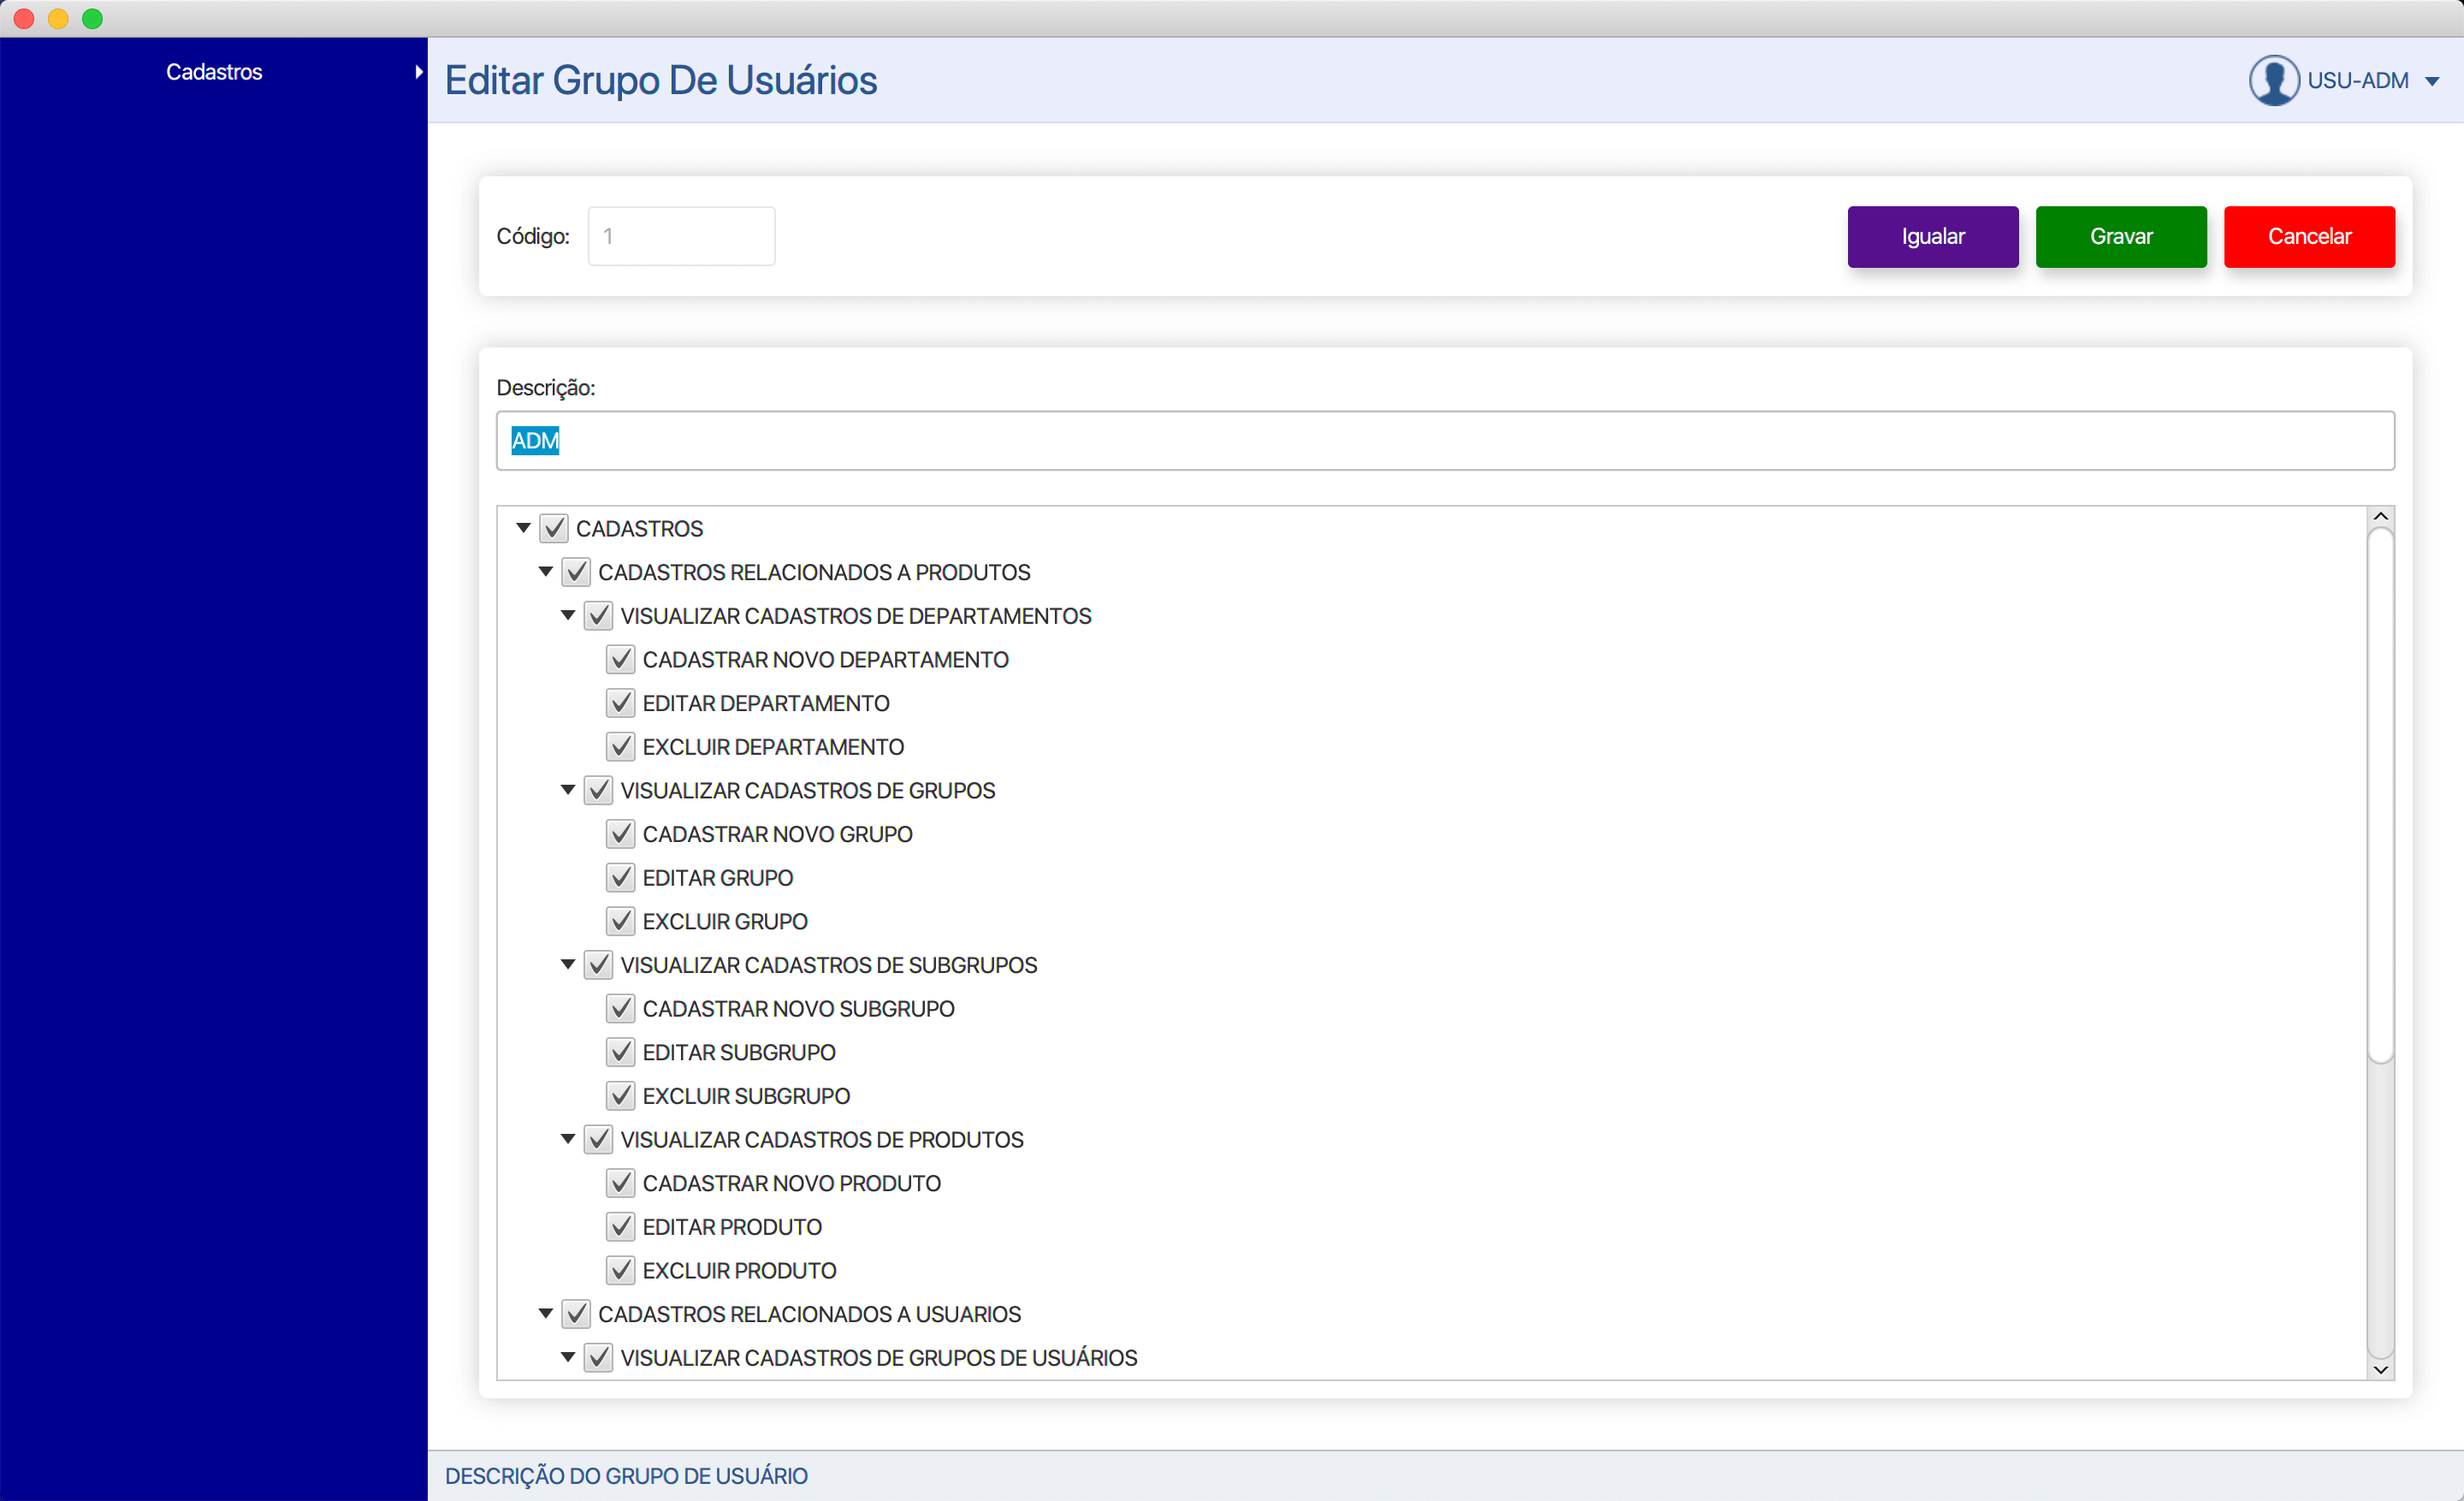 Cadastros
Editar Grupo De Usuários
USU-ADM
Código:
1
Igualar
Gravar
Cancelar
Descrição:
ADM
CADASTROS
CADASTROS RELACIONADOS A PRODUTOS
VISUALIZAR CADASTROS DE DEPARTAMENTOS
CADASTRAR NOVO DEPARTAMENTO
EDITAR DEPARTAMENTO
EXCLUIR DEPARTAMENTO
VISUALIZAR CADASTROS DE GRUPOS
CADASTRAR NOVO GRUPO
EDITAR GRUPO
EXCLUIR GRUPO
VISUALIZAR CADASTROS DE SUBGRUPOS
CADASTRAR NOVO SUBGRUPO
EDITAR SUBGRUPO
EXCLUIR SUBGRUPO
VISUALIZAR CADASTROS DE PRODUTOS
CADASTRAR NOVO PRODUTO
EDITAR PRODUTO
EXCLUIR PRODUTO
CADASTROS RELACIONADOS A USUARIOS
VISUALIZAR CADASTROS DE GRUPOS DE USUÁRIOS
DESCRIÇÃO DO GRUPO DE USUÁRIO